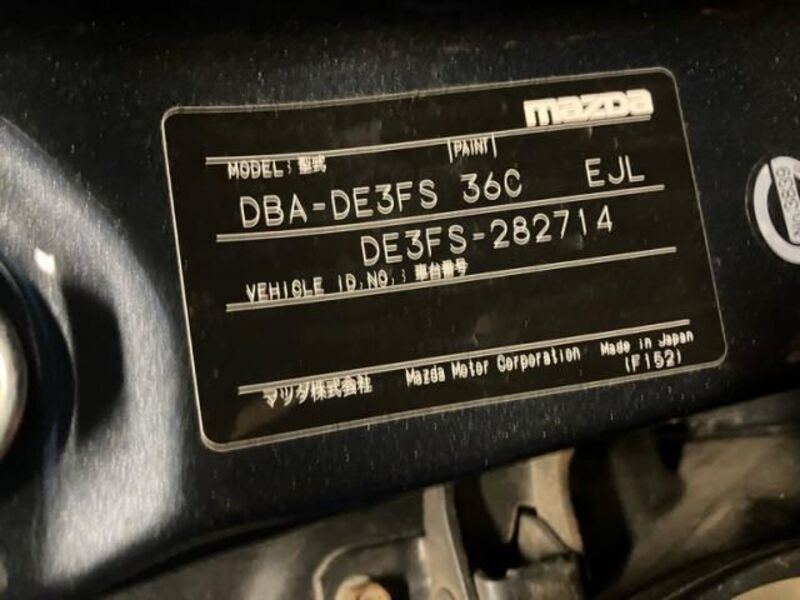 mazda
MODEL; 型式 PAINT
DBA-DE3FS 36C EJL
DE3FS-282714
VEHICLE ID.NO.; 車台番号
マツダ株式会社 Mazda Motor Corporation Made in Japan
(F152)